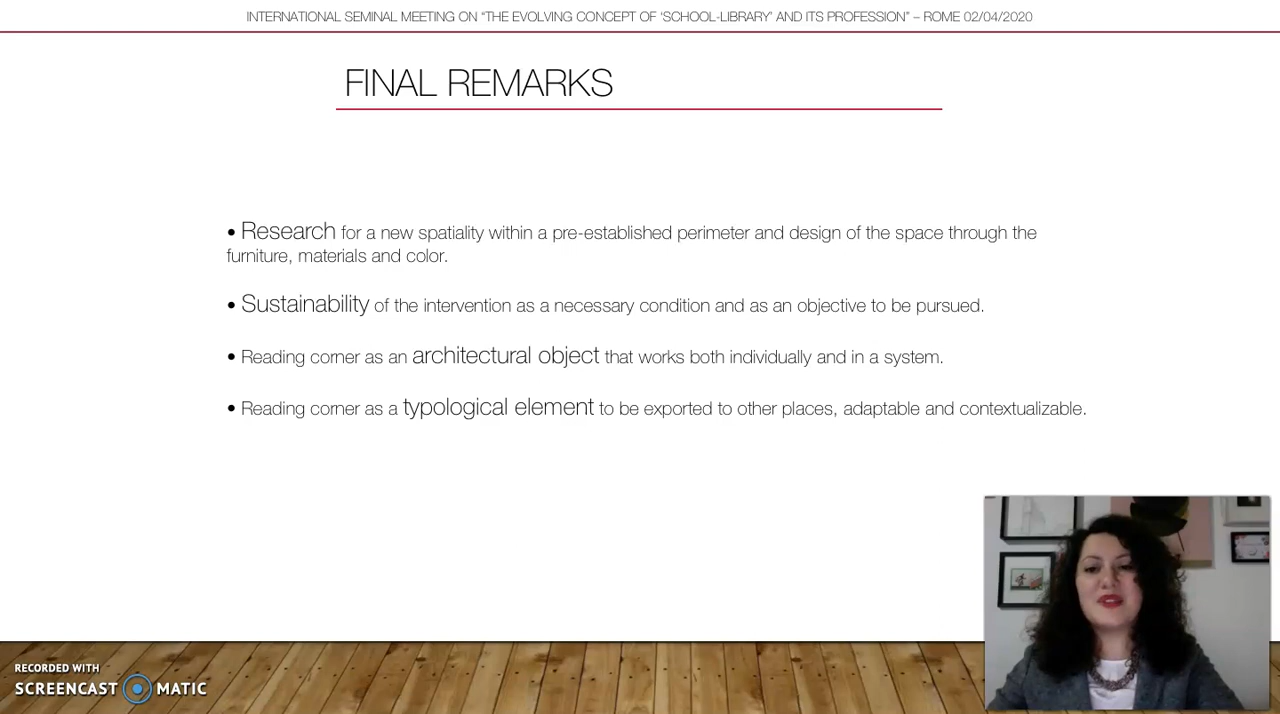 INTERNATIONAL SEMINAL MEETING ON “THE EVOLVING CONCEPT OF ‘SCHOOL-LIBRARY’ AND ITS PROFESSION” – ROME 02/04/2020
FINAL REMARKS
• Research for a new spatiality within a pre-established perimeter and design of the space through the
furniture, materials and color.
• Sustainability of the intervention as a necessary condition and as an objective to be pursued.
• Reading corner as an architectural object that works both individually and in a system.
• Reading corner as a typological element to be exported to other places, adaptable and contextualizable.
RECORDED WITH
SCREENCAST MATIC